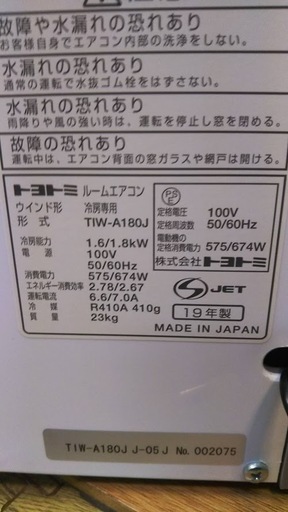 故障や水漏れの恐れあり
お客様自身でエアコン内部の洗浄をしない。
水漏れの恐れあり
通常の運転で水抜ゴム栓をはずさない。
水漏れの恐れあり
雨降りや風の強い時は、運転を停止し窓を閉める。
故障の恐れあり
運転中は、エアコン背面の窓ガラスや網戸は開ける。
トヨトミ ルームエアコン
ウインド形 冷房専用
形式 TIW-A180J
冷房能力 1.6/1.8kW
電源 100V
50/60Hz
消費電力 575/674W
エネルギー消費効率 2.78/2.67
運転電流 6.6/7.0A
冷媒 R410A 410g
質量 23kg
PSE
定格電圧 100V
定格周波数 50/60Hz
電動機の
定格消費電力 575/674W
株式会社トヨトミ
JET
19年製
MADE IN JAPAN
TIW-A180J J-05J No.002075